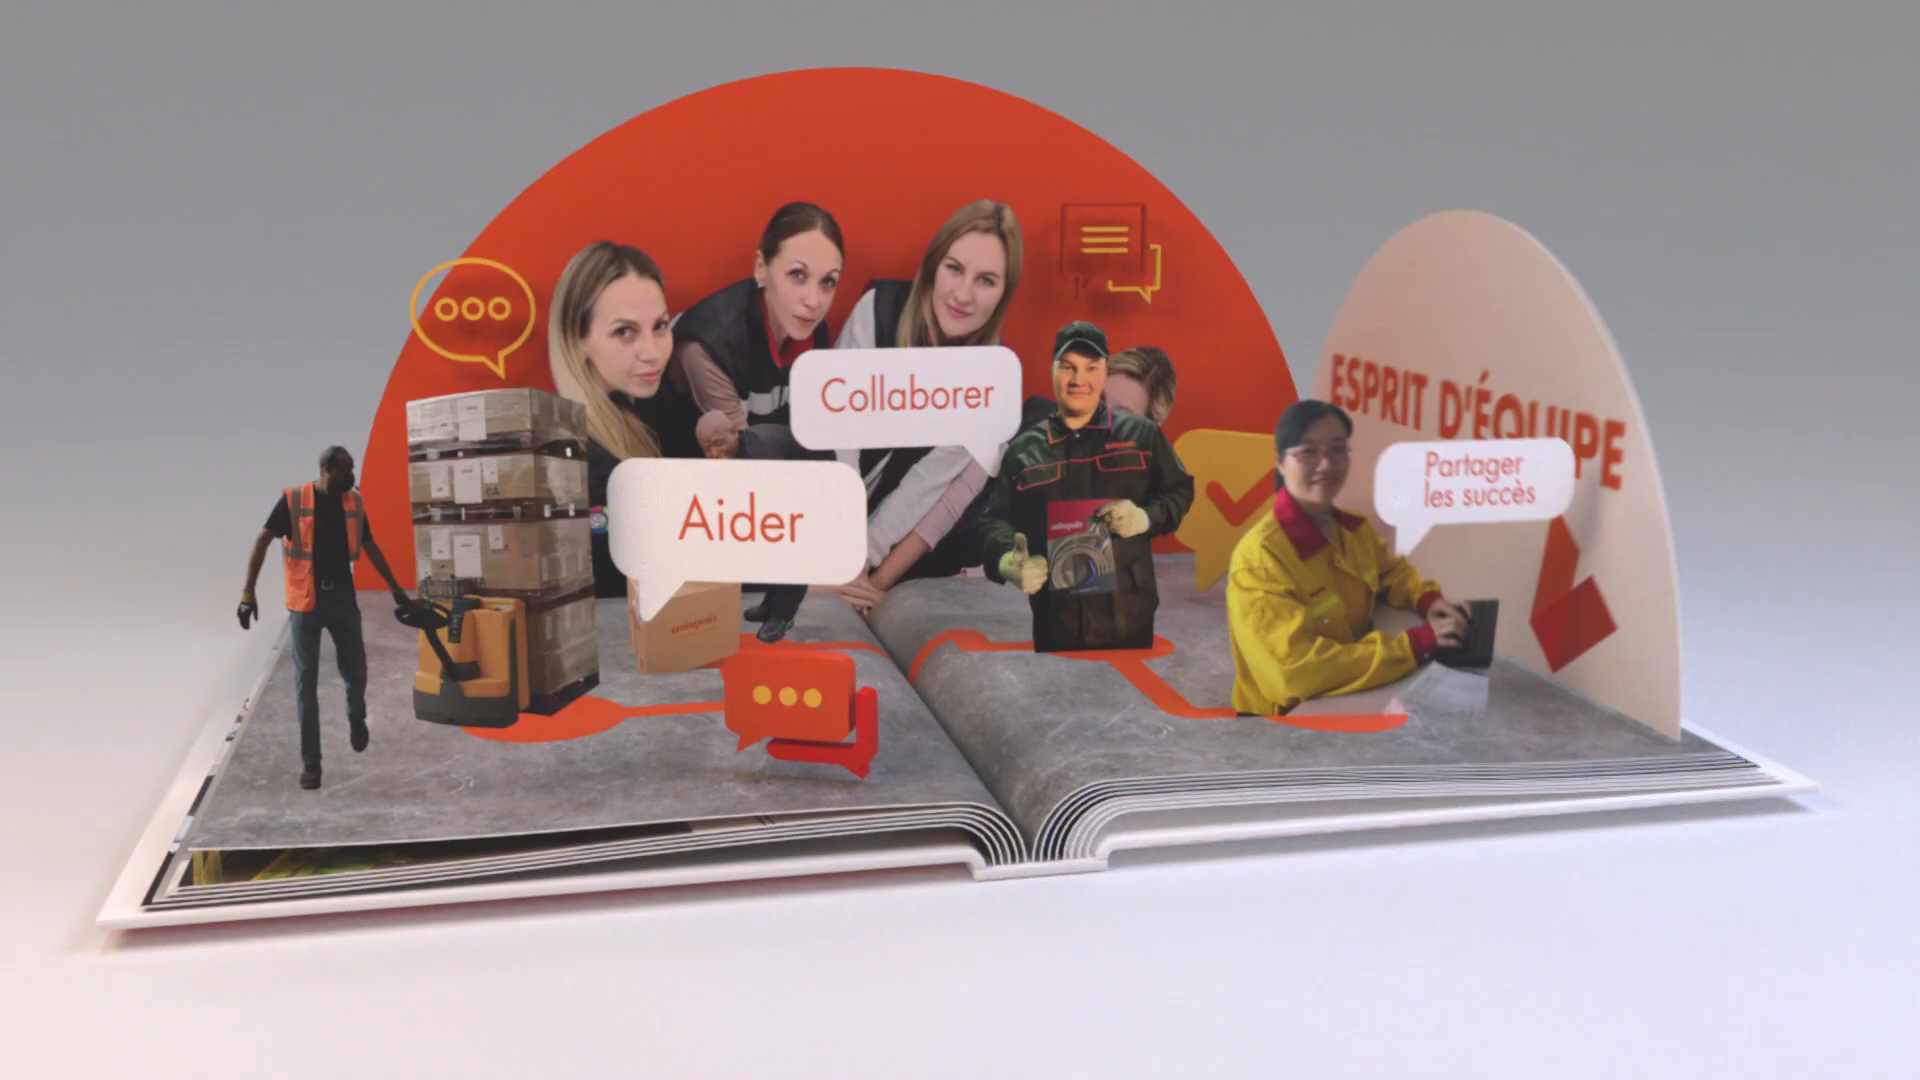 Collaborer
ESPRIT D'ÉQUIPE
Partager
les succès
Aider